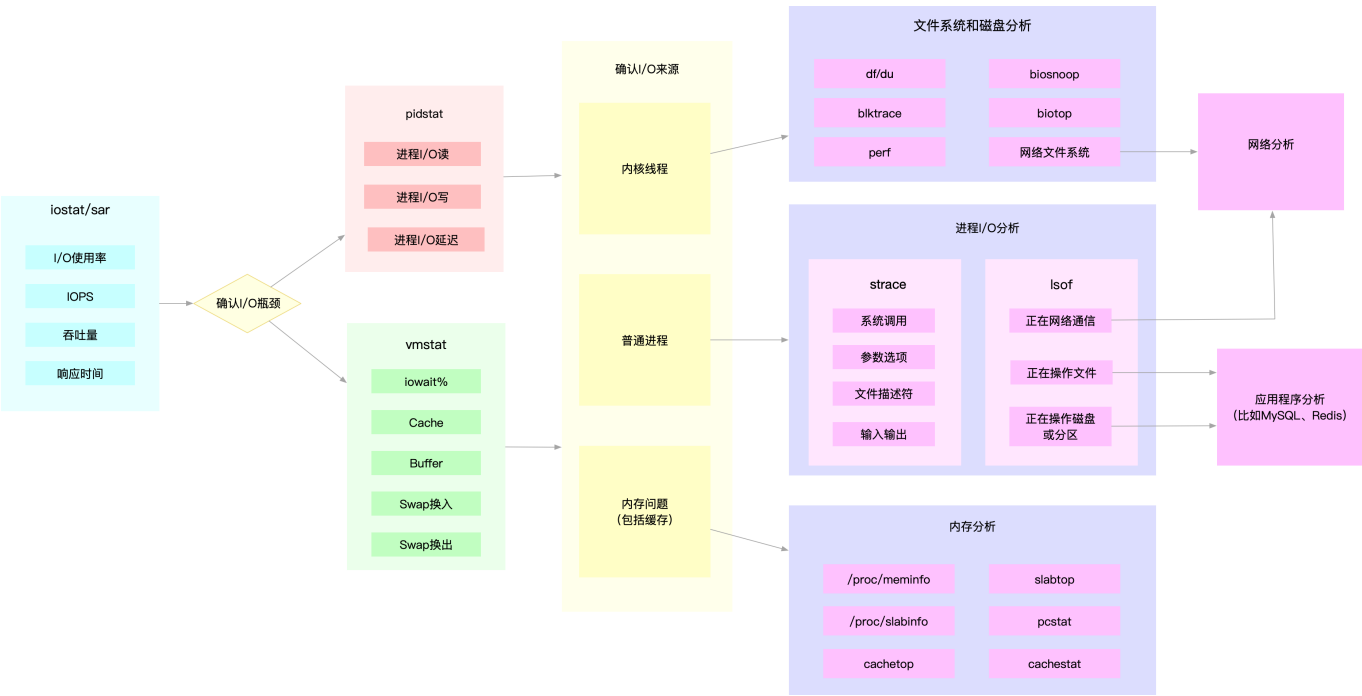 iostat/sar
I/O使用率
IOPS
吞吐量
响应时间
确认I/O瓶颈
pidstat
进程I/O读
进程I/O写
进程I/O延迟
vmstat
iowait%
Cache
Buffer
Swap换入
Swap换出
确认I/O来源
内核线程
普通进程
内存问题
（包括缓存）
文件系统和磁盘分析
df/du
biosnoop
blktrace
biotop
perf
网络文件系统
进程I/O分析
strace
系统调用
参数选项
文件描述符
输入输出
lsof
正在网络通信
正在操作文件
正在操作磁盘
或分区
内存分析
/proc/meminfo
slabtop
/proc/slabinfo
pcstat
cachetop
cachestat
网络分析
应用程序分析
（比如MySQL、Redis）